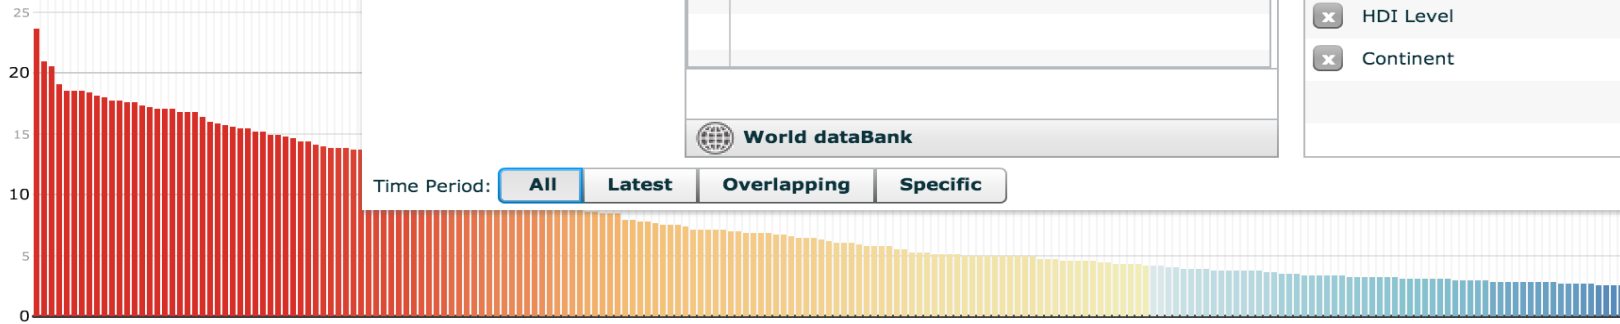 25
20
15
10
5
0
HDI Level
Continent
World dataBank
Time Period: All Latest Overlapping Specific